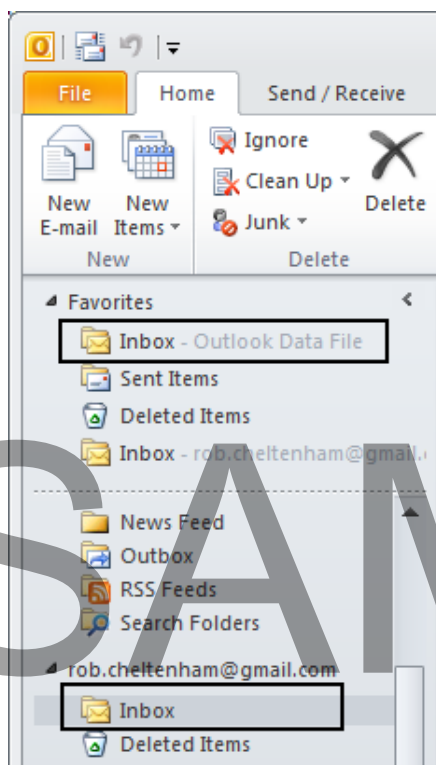 File Home Send / Receive
New E-mail
New Items
Ignore
Clean Up
Junk
Delete
New
Delete
Favorites
Inbox - Outlook Data File
Sent Items
Deleted Items
Inbox - rob.cheltenham@gmail.
News Feed
Outbox
RSS Feeds
Search Folders
rob.cheltenham@gmail.com
Inbox
Deleted Items
SAM